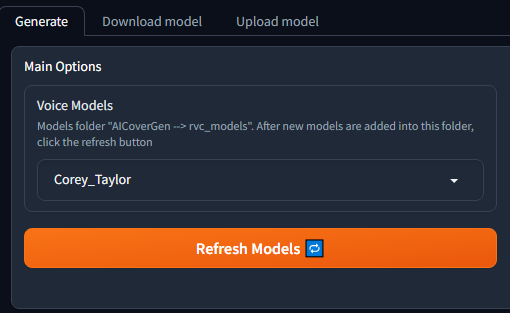 Generate
Download model
Upload model
Main Options
Voice Models
Models folder "AICoverGen --> rvc_models". After new models are added into this folder,
click the refresh button
Corey_Taylor
Refresh Models 🔁